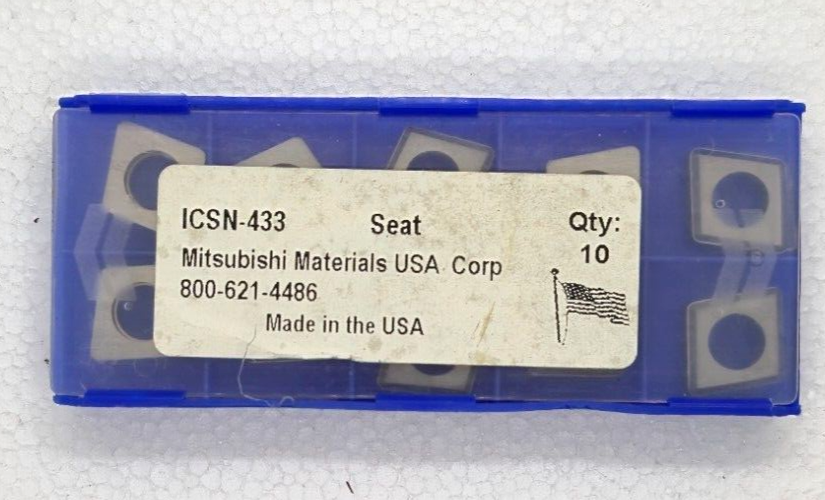 ICSN-433 Seat Qty:
10
Mitsubishi Materials USA Corp
800-621-4486
Made in the USA